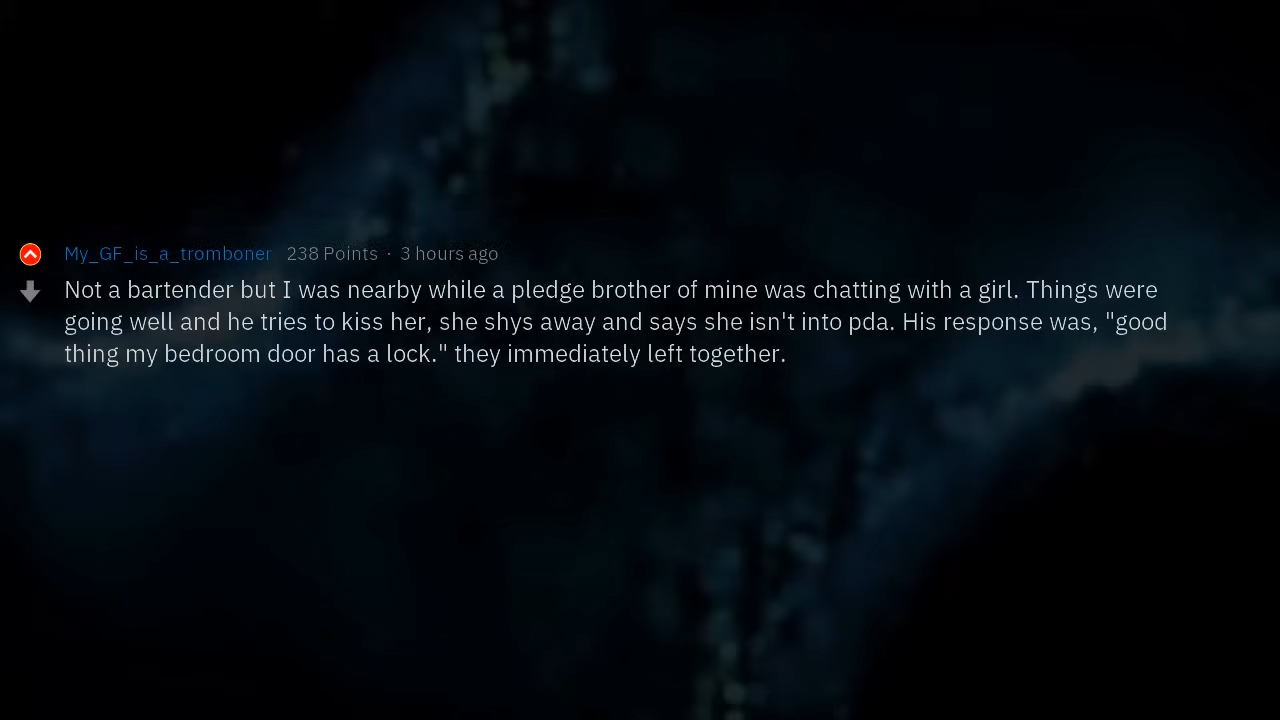 My_GF_is_a_tromboner 238 Points · 3 hours ago
Not a bartender but I was nearby while a pledge brother of mine was chatting with a girl. Things were
going well and he tries to kiss her, she shys away and says she isn't into pda. His response was, "good
thing my bedroom door has a lock." they immediately left together.